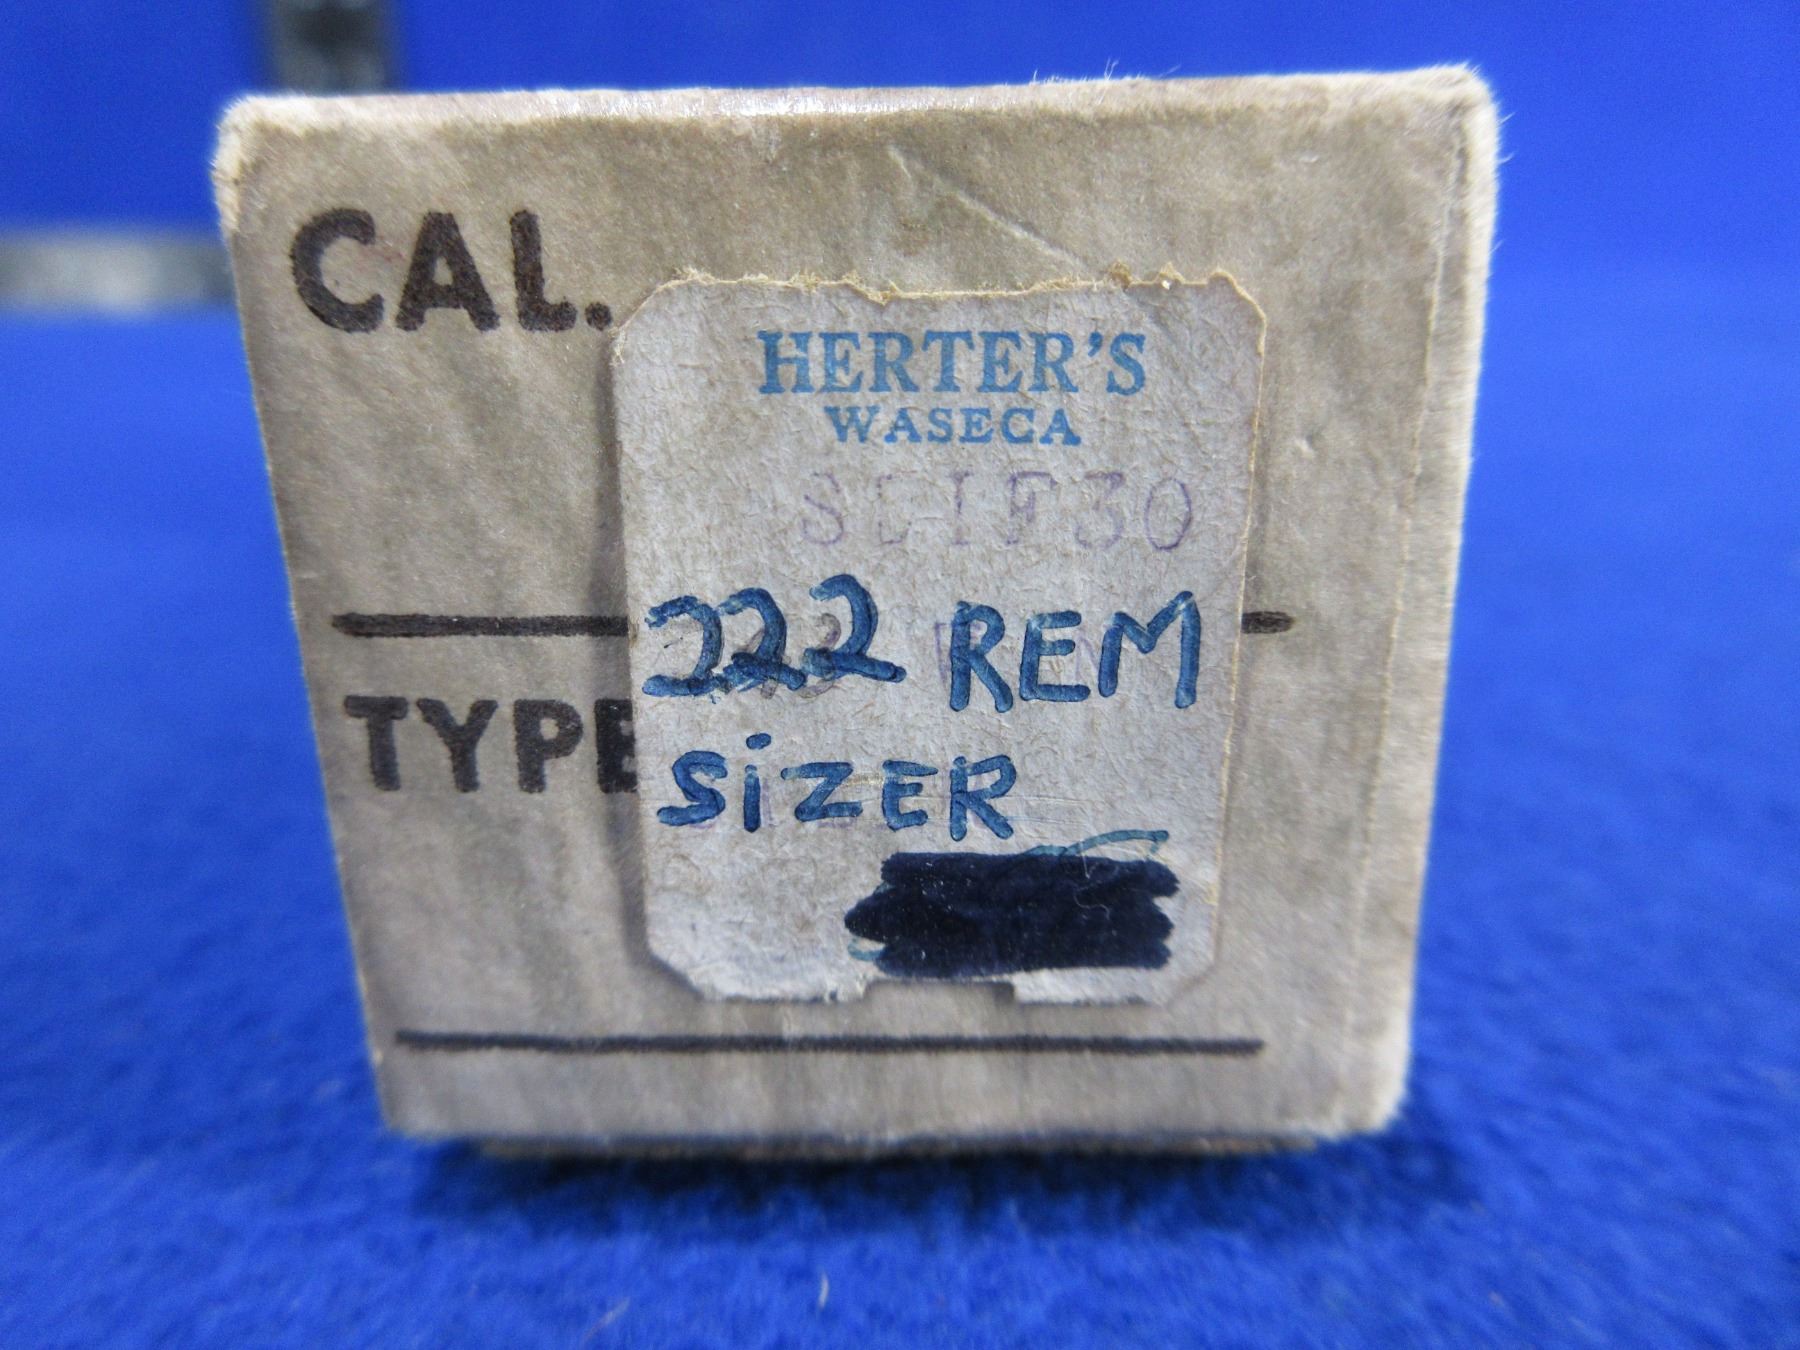 CAL.
HERTER'S
WASECA
222 REM
TYPE
SiZER